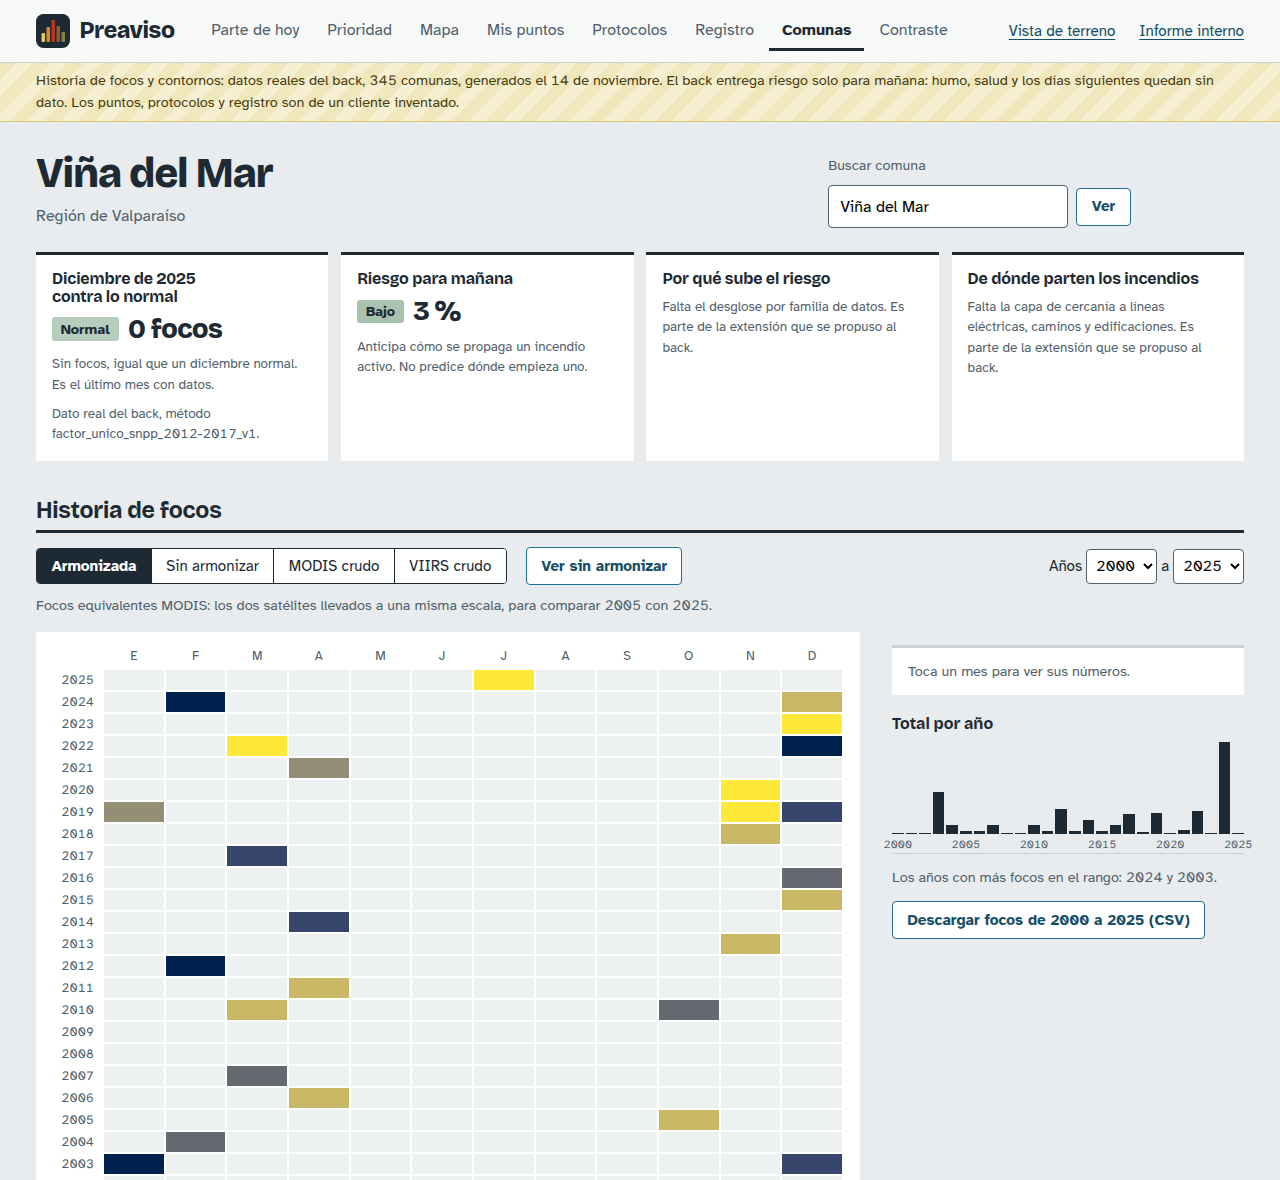 Preaviso
Parte de hoy
Prioridad
Mapa
Mis puntos
Protocolos
Registro
Comunas
Contraste
Vista de terreno
Informe interno
Historia de focos y contornos: datos reales del back, 345 comunas, generados el 14 de noviembre. El back entrega riesgo solo para mañana: humo, salud y los días siguientes quedan sin
dato. Los puntos, protocolos y registro son de un cliente inventado.
Viña del Mar
Región de Valparaíso
Buscar comuna
Viña del Mar
Ver
Diciembre de 2025
contra lo normal
Normal 0 focos
Sin focos, igual que un diciembre normal.
Es el último mes con datos.
Dato real del back, método
factor_unico_snpp_2012-2017_v1.
Riesgo para mañana
Bajo 3 %
Anticipa cómo se propaga un incendio
activo. No predice dónde empieza uno.
Por qué sube el riesgo
Falta el desglose por familia de datos. Es
parte de la extensión que se propuso al
back.
De dónde parten los incendios
Falta la capa de cercanía a líneas
eléctricas, caminos y edificaciones. Es
parte de la extensión que se propuso al
back.
Historia de focos
Armonizada
Sin armonizar
MODIS crudo
VIIRS crudo
Ver sin armonizar
Años 2000 a 2025
Focos equivalentes MODIS: los dos satélites llevados a una misma escala, para comparar 2005 con 2025.
E F M A M J J A S O N D
2025
2024
2023
2022
2021
2020
2019
2018
2017
2016
2015
2014
2013
2012
2011
2010
2009
2008
2007
2006
2005
2004
2003
Toca un mes para ver sus números.
Total por año
2000 2005 2010 2015 2020 2025
Los años con más focos en el rango: 2024 y 2003.
Descargar focos de 2000 a 2025 (CSV)